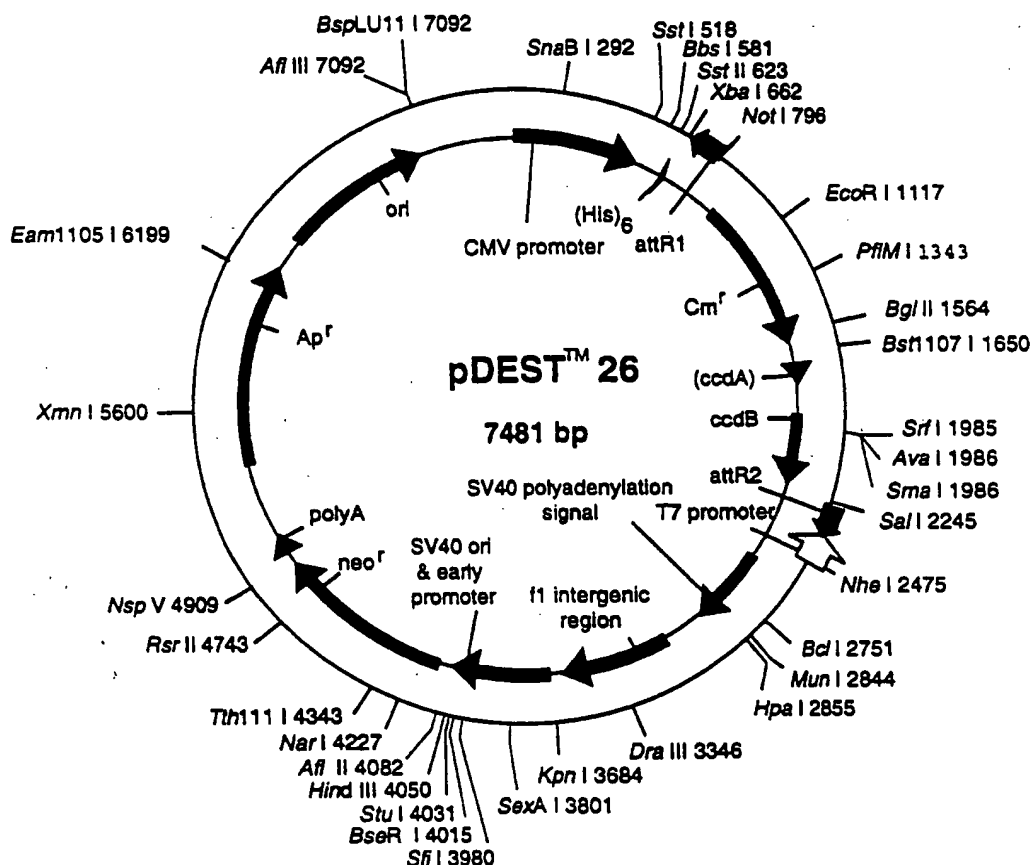 BspLU11 I 7092
Afl III 7092
SnaB I 292
Sst I 518
Bbs I 581
Sst II 623
Xba I 662
Not I 796
EcoR I 1117
PflM I 1343
Bgl II 1564
Bst1107 I 1650
Srf I 1985
Ava I 1986
Sma I 1986
Sal I 2245
Nhe I 2475
Bcl I 2751
Mun I 2844
Hpa I 2855
Dra III 3346
Kpn I 3684
SexA I 3801
Sfi I 3980
BseR I 4015
Stu I 4031
Hind III 4050
Afl II 4082
Nar I 4227
Tth111 I 4343
Rsr II 4743
Nsp V 4909
Xmn I 5600
Eam1105 I 6199
ori
CMV promoter
(His)6
attR1
Cmr
(ccdA)
ccdB
attR2
T7 promoter
SV40 polyadenylation
signal
f1 intergenic
region
SV40 ori
& early
promoter
neor
polyA
Apr
pDEST™ 26
7481 bp